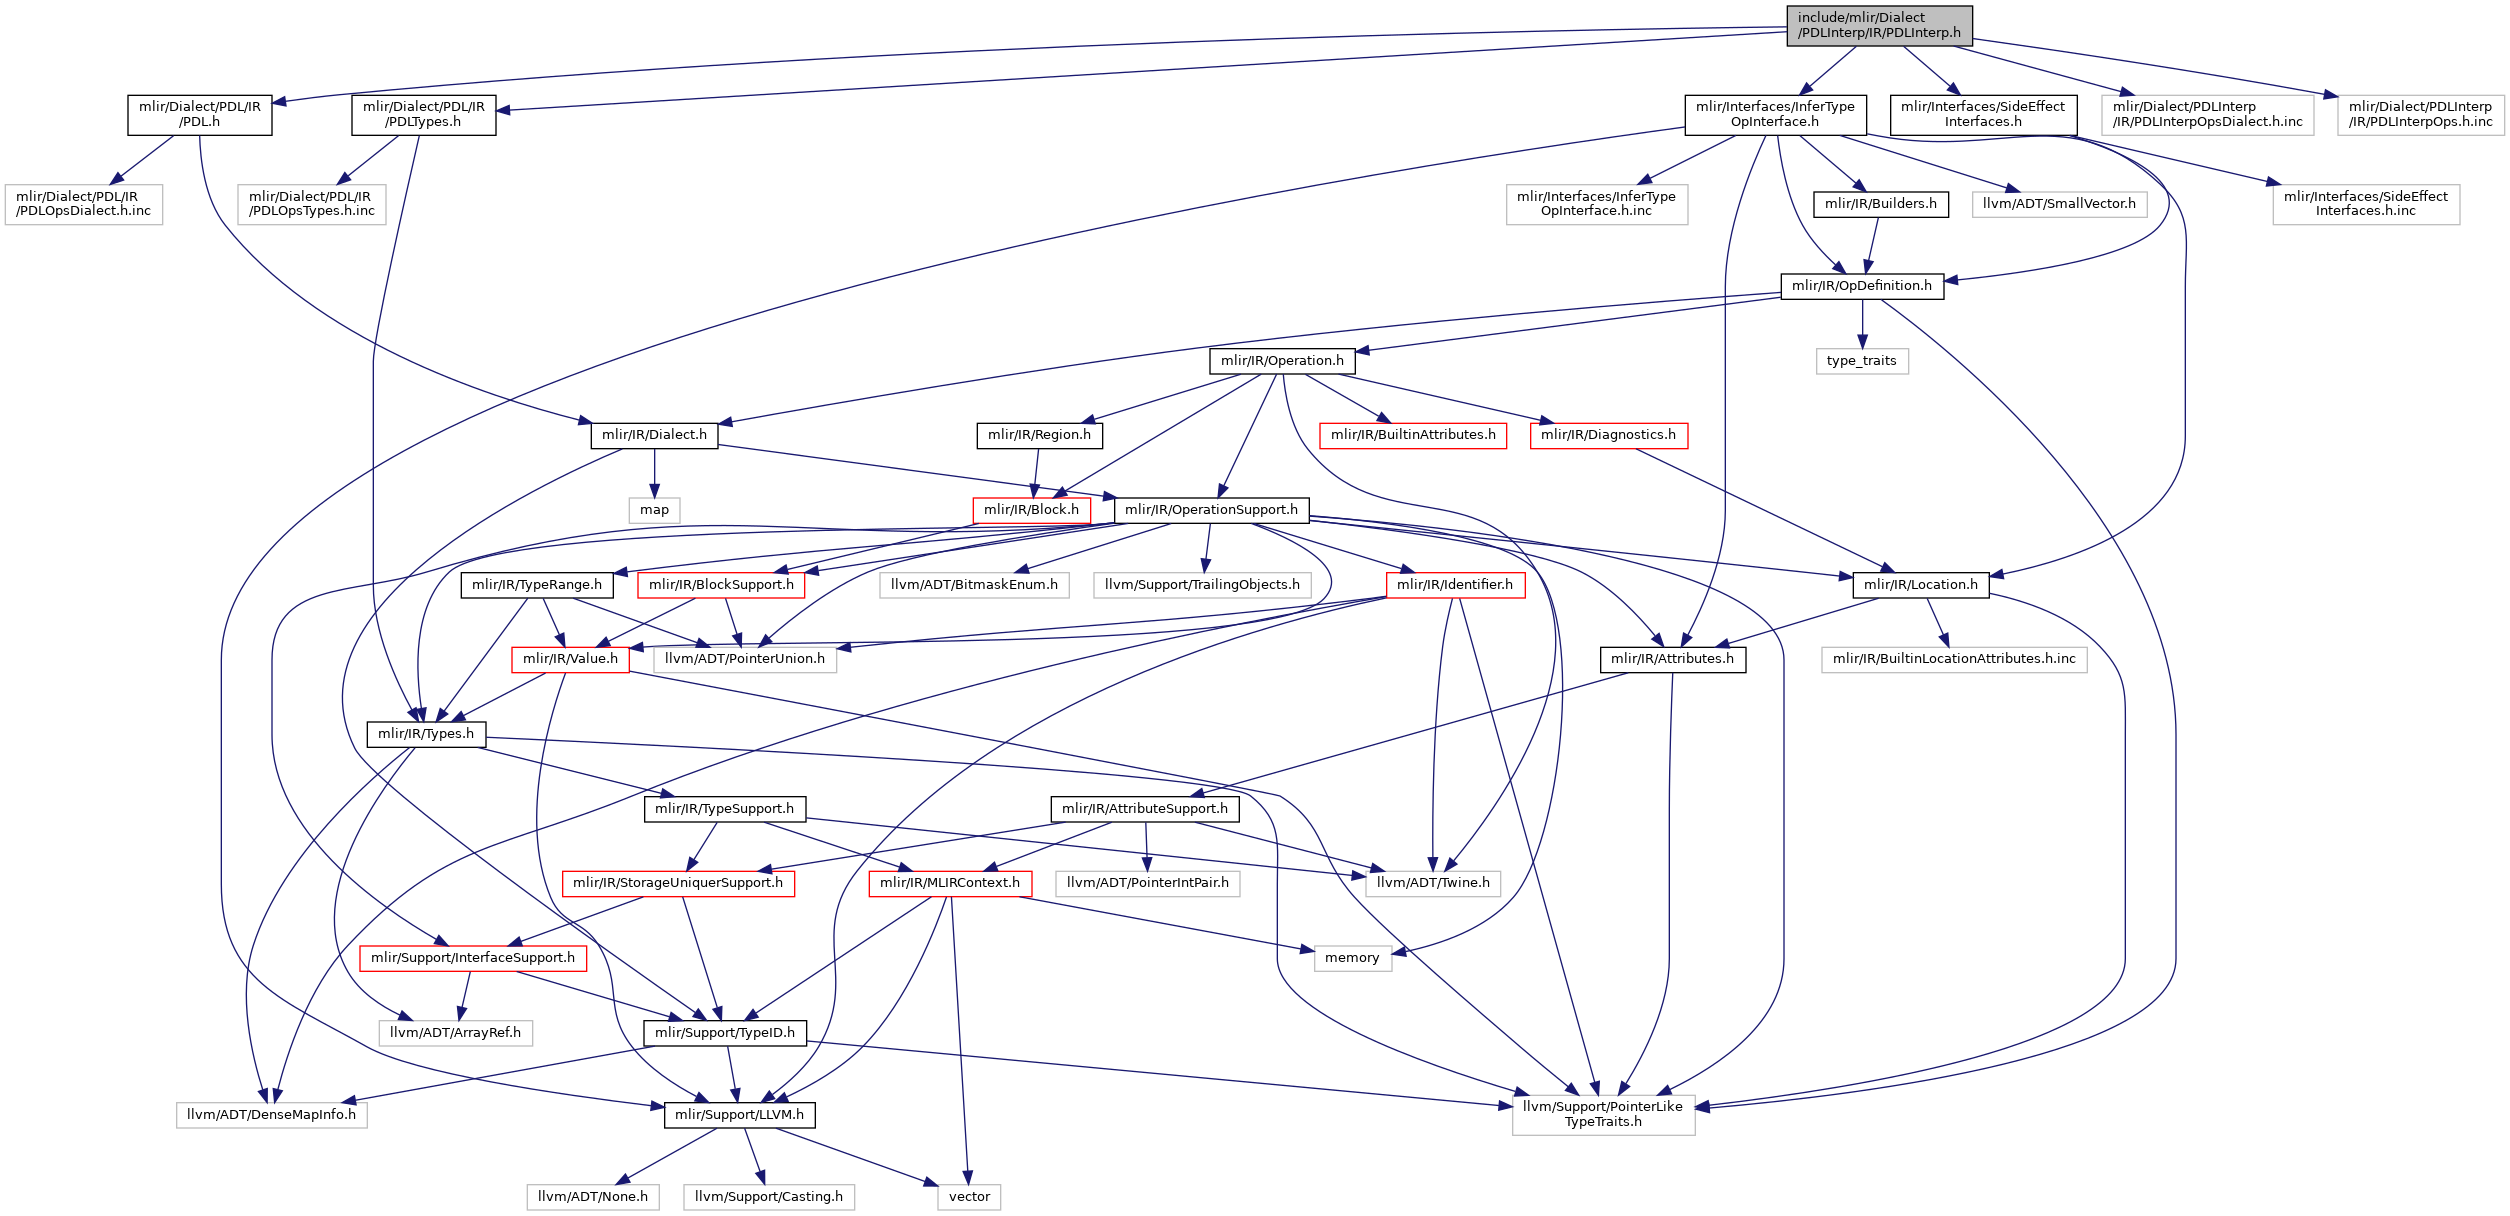 include/mlir/Dialect
/PDLInterp/IR/PDLInterp.h
mlir/Dialect/PDL/IR
/PDL.h
mlir/Dialect/PDL/IR
/PDLTypes.h
mlir/Interfaces/InferType
OpInterface.h
mlir/Interfaces/SideEffect
Interfaces.h
mlir/Dialect/PDLInterp
/IR/PDLInterpOpsDialect.h.inc
mlir/Dialect/PDLInterp
/IR/PDLInterpOps.h.inc
mlir/Dialect/PDL/IR
/PDLOpsDialect.h.inc
mlir/Dialect/PDL/IR
/PDLOpsTypes.h.inc
mlir/Interfaces/InferType
OpInterface.h.inc
mlir/IR/Builders.h
llvm/ADT/SmallVector.h
mlir/Interfaces/SideEffect
Interfaces.h.inc
mlir/IR/OpDefinition.h
mlir/IR/Operation.h
type_traits
mlir/IR/Dialect.h
mlir/IR/Region.h
mlir/IR/BuiltinAttributes.h
mlir/IR/Diagnostics.h
map
mlir/IR/Block.h
mlir/IR/OperationSupport.h
mlir/IR/TypeRange.h
mlir/IR/BlockSupport.h
llvm/ADT/BitmaskEnum.h
llvm/Support/TrailingObjects.h
mlir/IR/Identifier.h
mlir/IR/Location.h
mlir/IR/Value.h
llvm/ADT/PointerUnion.h
mlir/IR/Attributes.h
mlir/IR/BuiltinLocationAttributes.h.inc
mlir/IR/Types.h
mlir/IR/TypeSupport.h
mlir/IR/AttributeSupport.h
mlir/IR/StorageUniquerSupport.h
mlir/IR/MLIRContext.h
llvm/ADT/PointerIntPair.h
llvm/ADT/Twine.h
mlir/Support/InterfaceSupport.h
memory
llvm/ADT/ArrayRef.h
mlir/Support/TypeID.h
llvm/ADT/DenseMapInfo.h
mlir/Support/LLVM.h
llvm/Support/PointerLike
TypeTraits.h
llvm/ADT/None.h
llvm/Support/Casting.h
vector